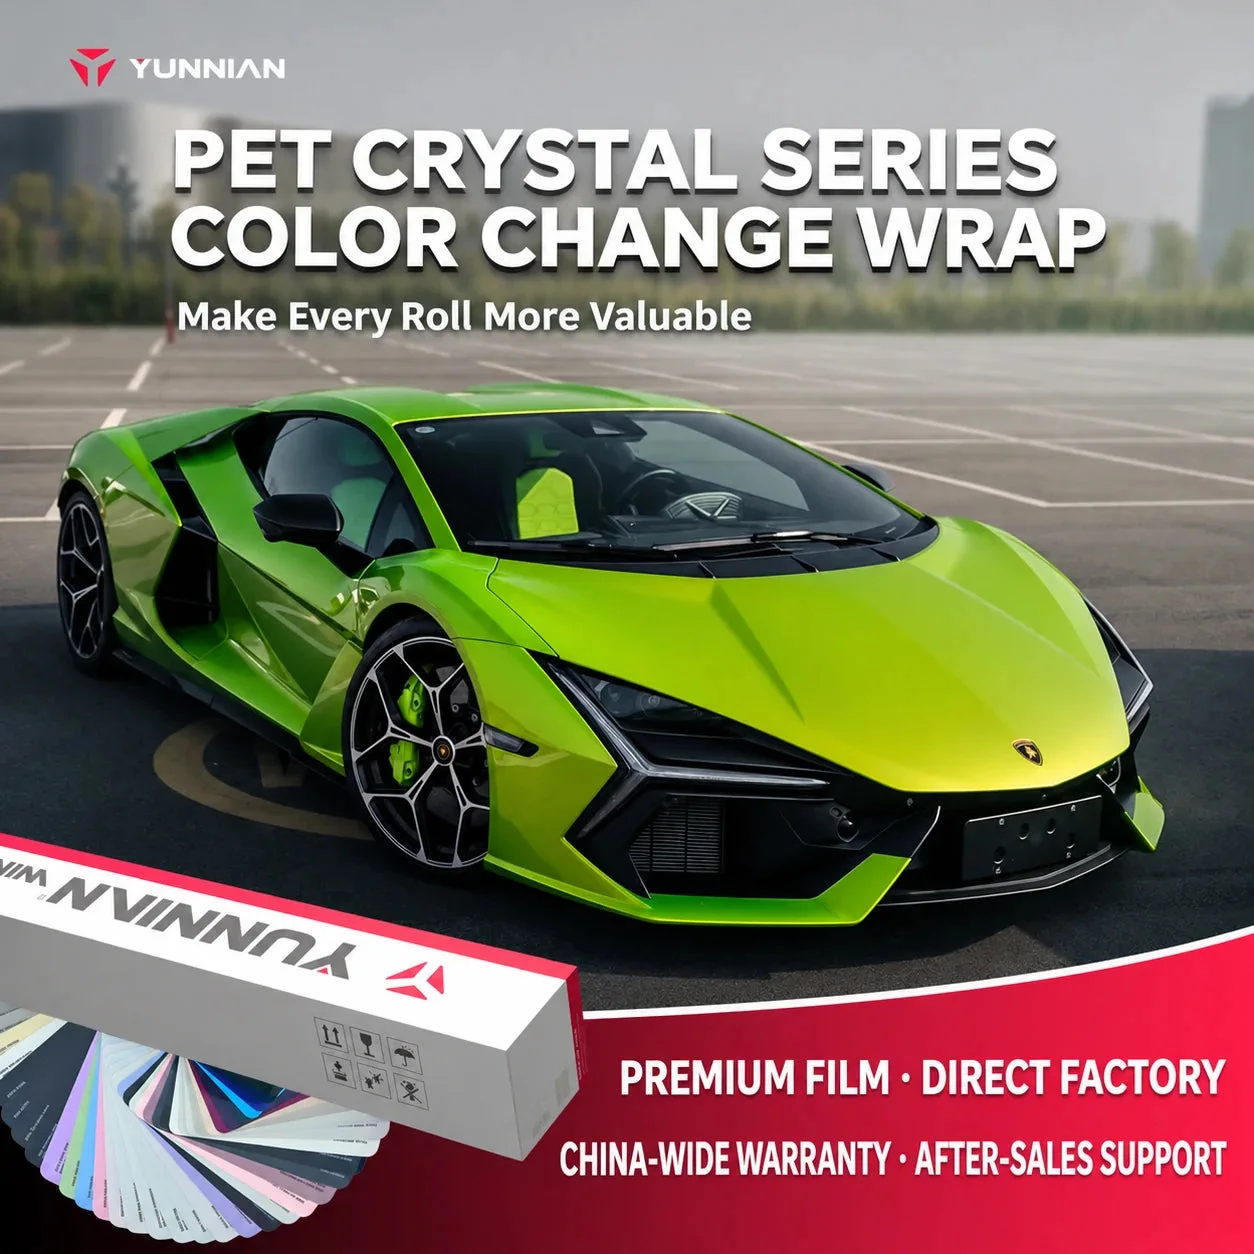 YUNNIAN
PET CRYSTAL SERIES
COLOR CHANGE WRAP
Make Every Roll More Valuable
YUNNIAN
PREMIUM FILM · DIRECT FACTORY
CHINA-WIDE WARRANTY · AFTER-SALES SUPPORT